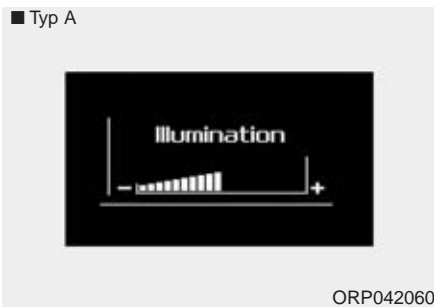 ■ Typ A
Illumination
- +
ORP042060